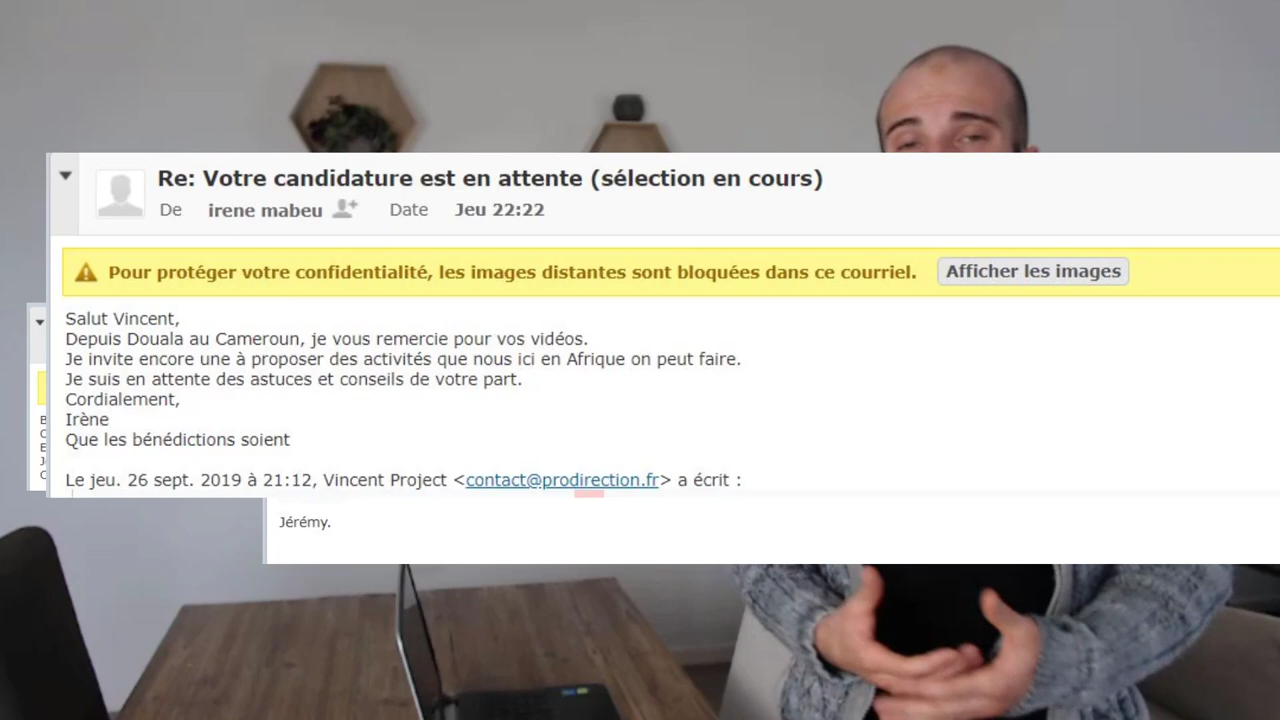 Re: Votre candidature est en attente (sélection en cours)
De irene mabeu Date Jeu 22:22
Pour protéger votre confidentialité, les images distantes sont bloquées dans ce courriel. Afficher les images
Salut Vincent,
Depuis Douala au Cameroun, je vous remercie pour vos vidéos.
Je invite encore une à proposer des activités que nous ici en Afrique on peut faire.
Je suis en attente des astuces et conseils de votre part.
Cordialement,
Irène
Que les bénédictions soient
Le jeu. 26 sept. 2019 à 21:12, Vincent Project <contact@prodirection.fr> a écrit :
Jérémy.